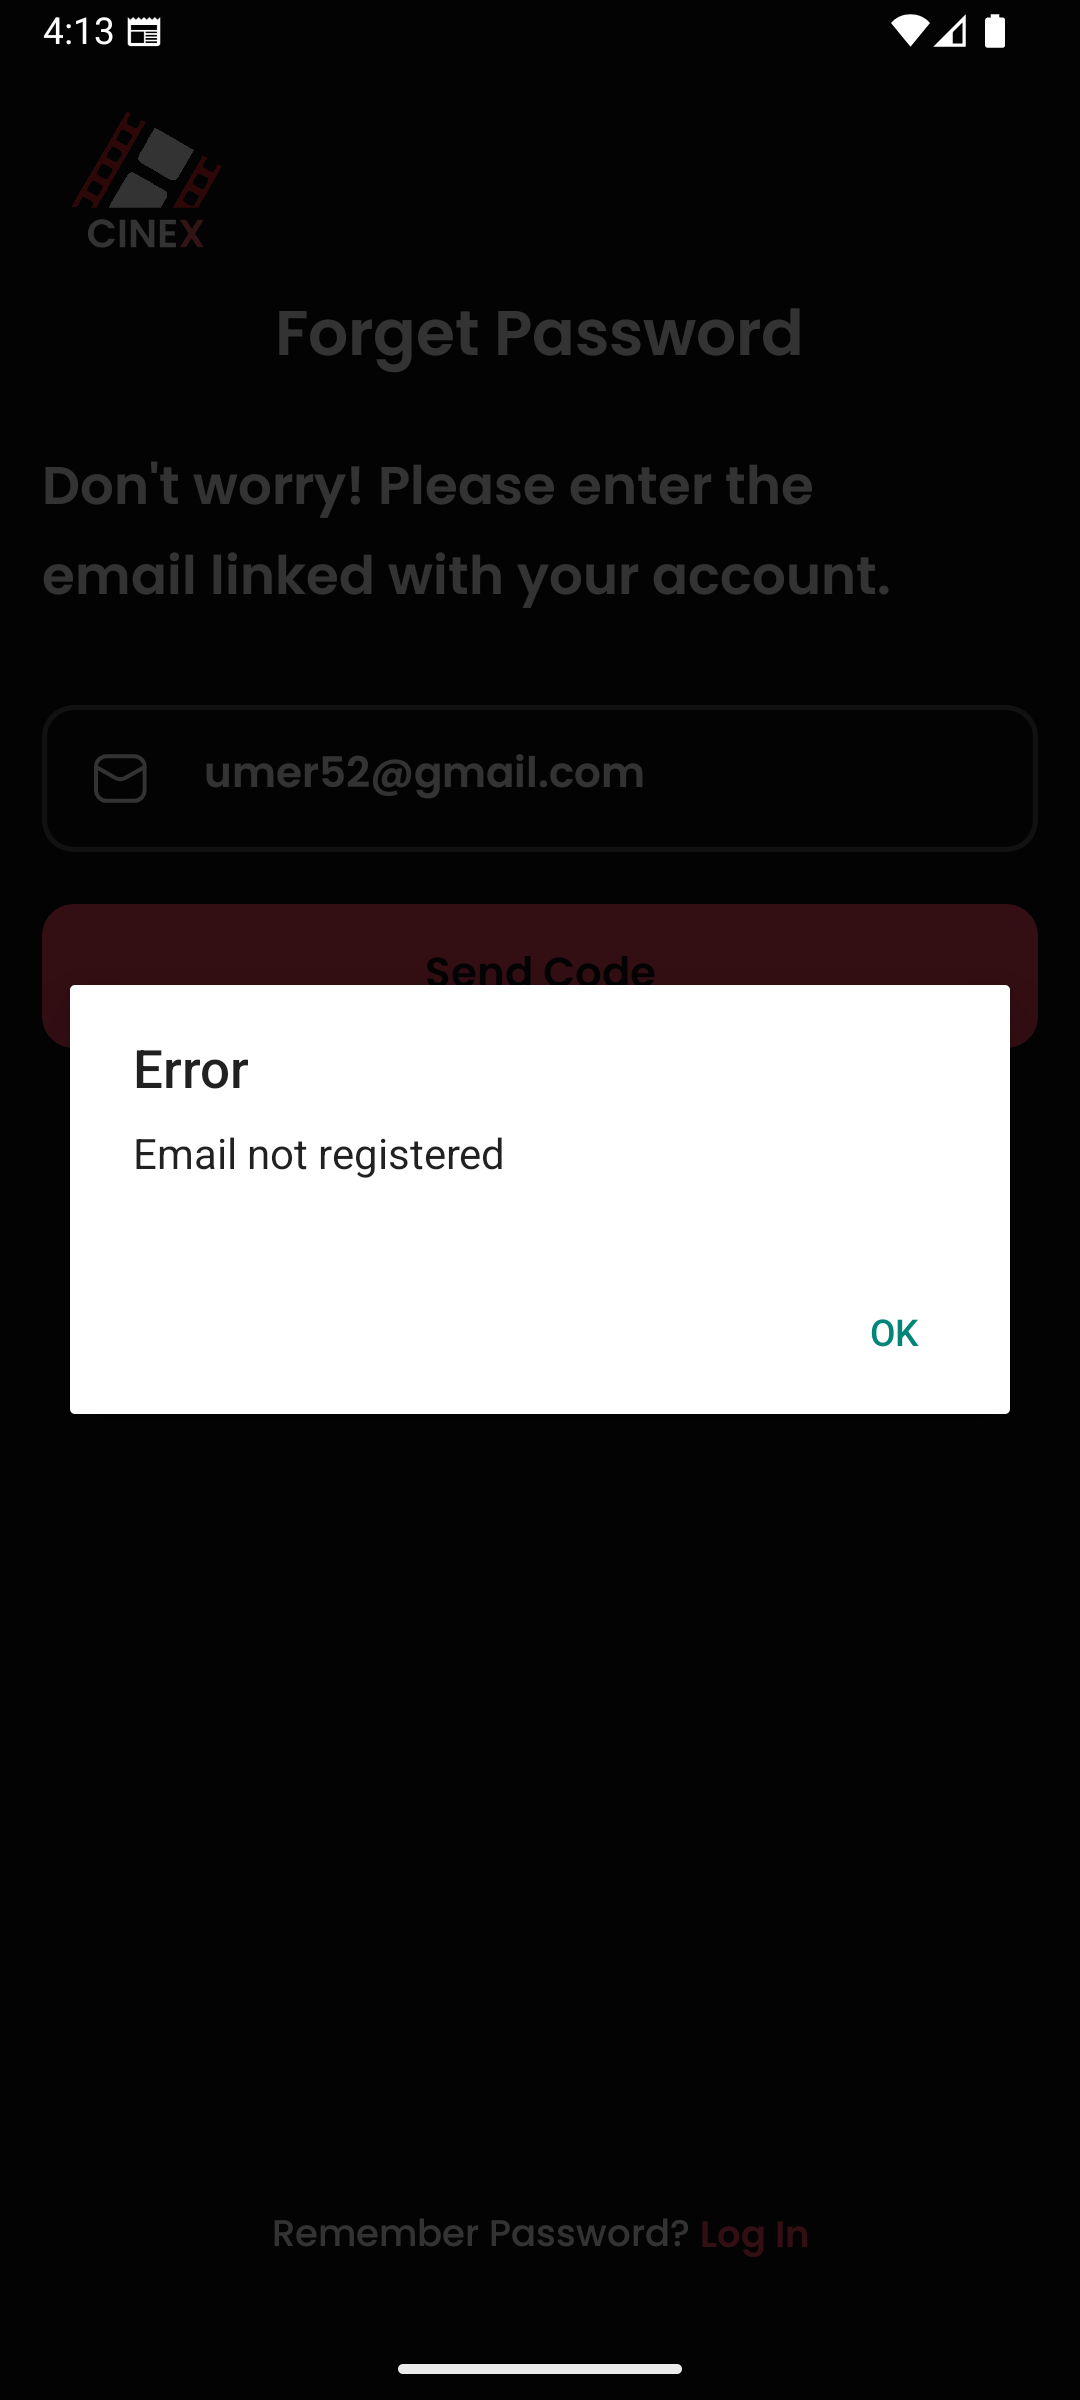 4:13
CINEX
Forget Password
Don't worry! Please enter the
email linked with your account.
umer52@gmail.com
Send Code
Error
Email not registered
OK
Remember Password? Log In